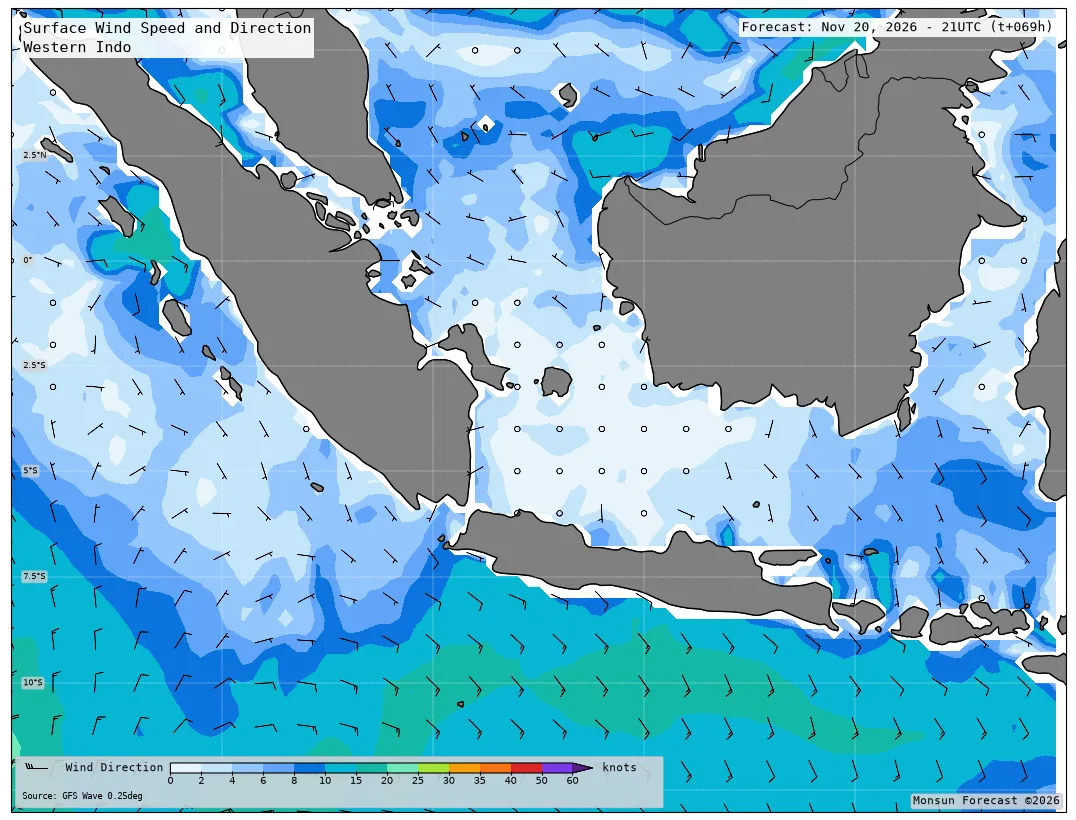 Surface Wind Speed and Direction
Western Indo
Forecast: Nov 20, 2026 - 21UTC (t+069h)
2.5°N
0°
2.5°S
5°S
7.5°S
10°S
Wind Direction
0 2 4 6 8 10 15 20 25 30 35 40 50 60
knots
Source: GFS Wave 0.25deg
Monsun Forecast ©2026